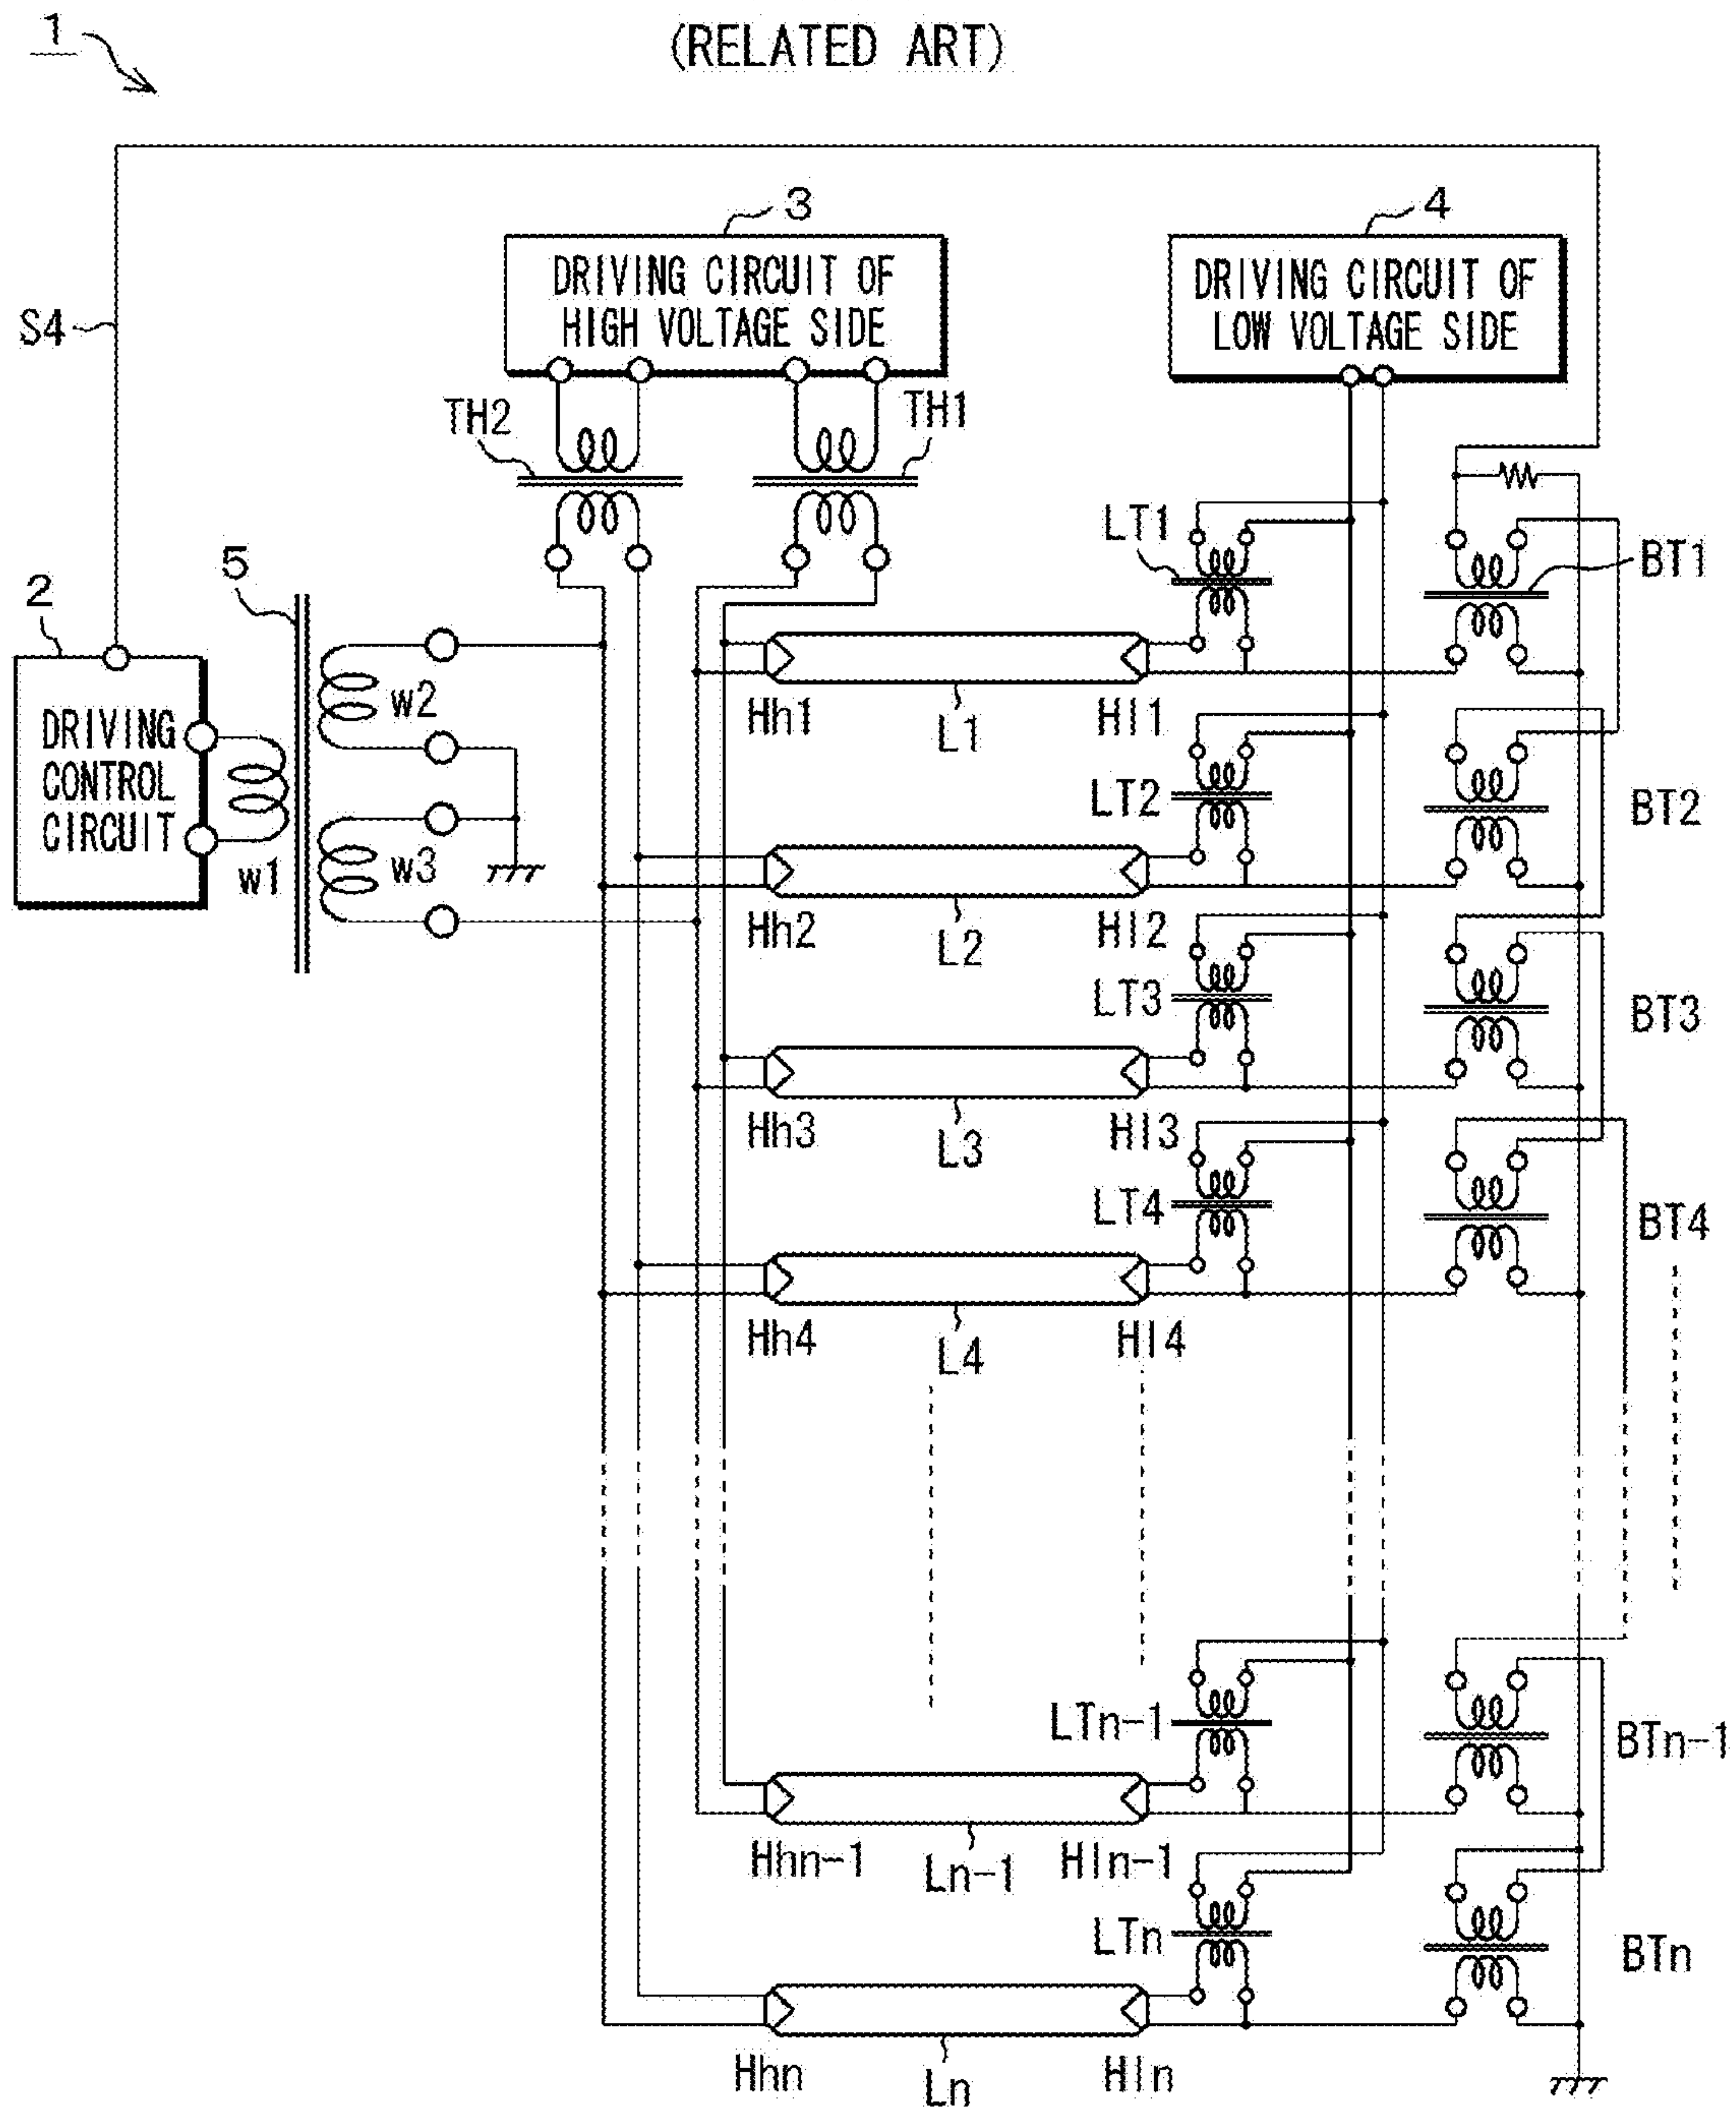 1
(RELATED ART)
3
4
DRIVING CIRCUIT OF
HIGH VOLTAGE SIDE
DRIVING CIRCUIT OF
LOW VOLTAGE SIDE
S4
TH2
TH1
LT1
BT1
5
2
DRIVING
CONTROL
CIRCUIT
w1
w2
w3
Hh1
L1
Hl1
LT2
BT2
Hh2
L2
Hl2
LT3
BT3
Hh3
L3
Hl3
LT4
BT4
Hh4
L4
Hl4
LTn-1
BTn-1
Hhn-1
Ln-1
Hln-1
LTn
BTn
Hhn
Ln
Hln